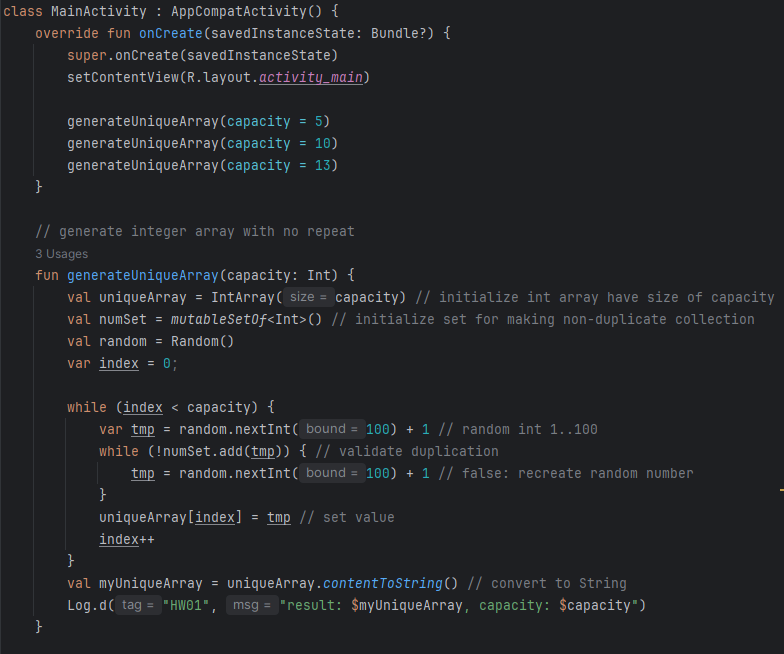 class MainActivity : AppCompatActivity() {
    override fun onCreate(savedInstanceState: Bundle?) {
        super.onCreate(savedInstanceState)
        setContentView(R.layout.activity_main)

        generateUniqueArray(capacity = 5)
        generateUniqueArray(capacity = 10)
        generateUniqueArray(capacity = 13)
    }

    // generate integer array with no repeat
    3 Usages
    fun generateUniqueArray(capacity: Int) {
        val uniqueArray = IntArray( size = capacity) // initialize int array have size of capacity
        val numSet = mutableSetOf<Int>() // initialize set for making non-duplicate collection
        val random = Random()
        var index = 0;

        while (index < capacity) {
            var tmp = random.nextInt( bound = 100) + 1 // random int 1..100
            while (!numSet.add(tmp)) { // validate duplication
                tmp = random.nextInt( bound = 100) + 1 // false: recreate random number
            }
            uniqueArray[index] = tmp // set value
            index++
        }
        val myUniqueArray = uniqueArray.contentToString() // convert to String
        Log.d( tag = "HW01", msg = "result: $myUniqueArray, capacity: $capacity")
    }